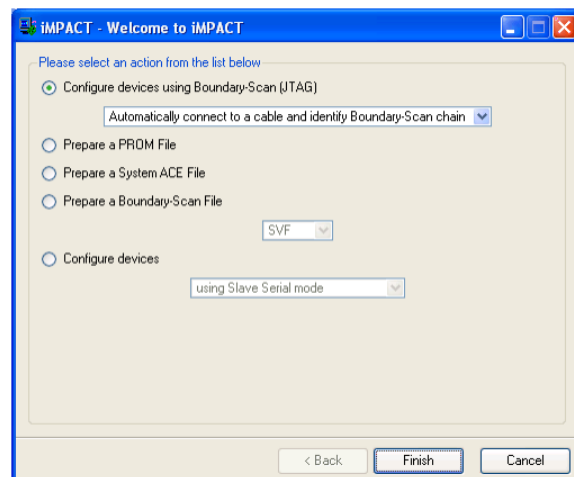 iMPACT - Welcome to iMPACT
Please select an action from the list below
Configure devices using Boundary-Scan (JTAG)
Automatically connect to a cable and identify Boundary-Scan chain
Prepare a PROM File
Prepare a System ACE File
Prepare a Boundary-Scan File
SVF
Configure devices
using Slave Serial mode
< Back Finish Cancel